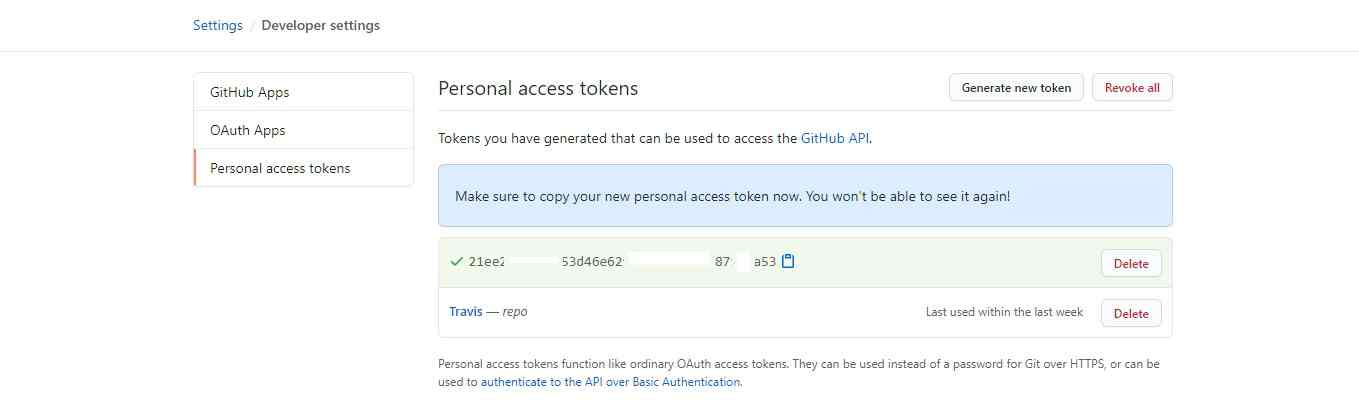 Settings / Developer settings
GitHub Apps
OAuth Apps
Personal access tokens
Personal access tokens
Generate new token
Revoke all
Tokens you have generated that can be used to access the GitHub API.
Make sure to copy your new personal access token now. You won't be able to see it again!
21ee2 53d46e62 87 a53
Delete
Travis — repo
Last used within the last week
Delete
Personal access tokens function like ordinary OAuth access tokens. They can be used instead of a password for Git over HTTPS, or can be
used to authenticate to the API over Basic Authentication.